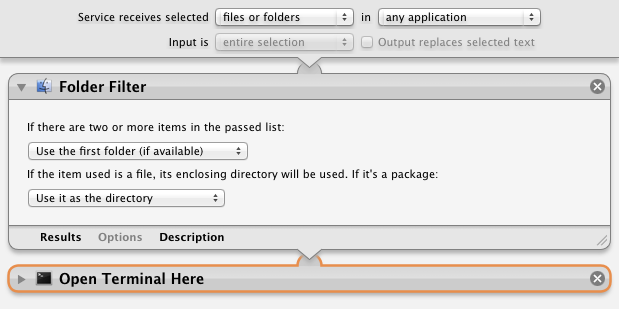 Service receives selected files or folders in any application
Input is entire selection Output replaces selected text
Folder Filter
If there are two or more items in the passed list:
Use the first folder (if available)
If the item used is a file, its enclosing directory will be used. If it's a package:
Use it as the directory
Results Options Description
Open Terminal Here